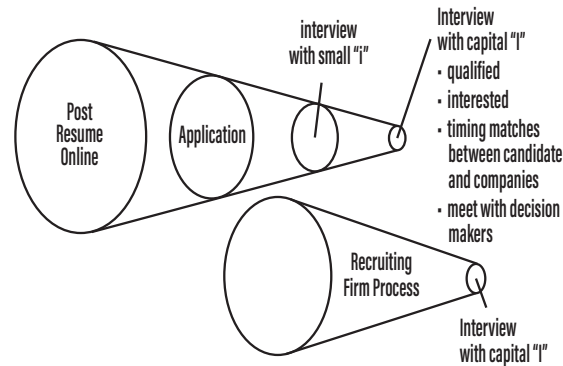 Post
Resume
Online
Application
interview
with small “i”
Interview
with capital “I”
• qualified
• interested
• timing matches
between candidate
and companies
• meet with decision
makers
Recruiting
Firm Process
Interview
with capital “I”